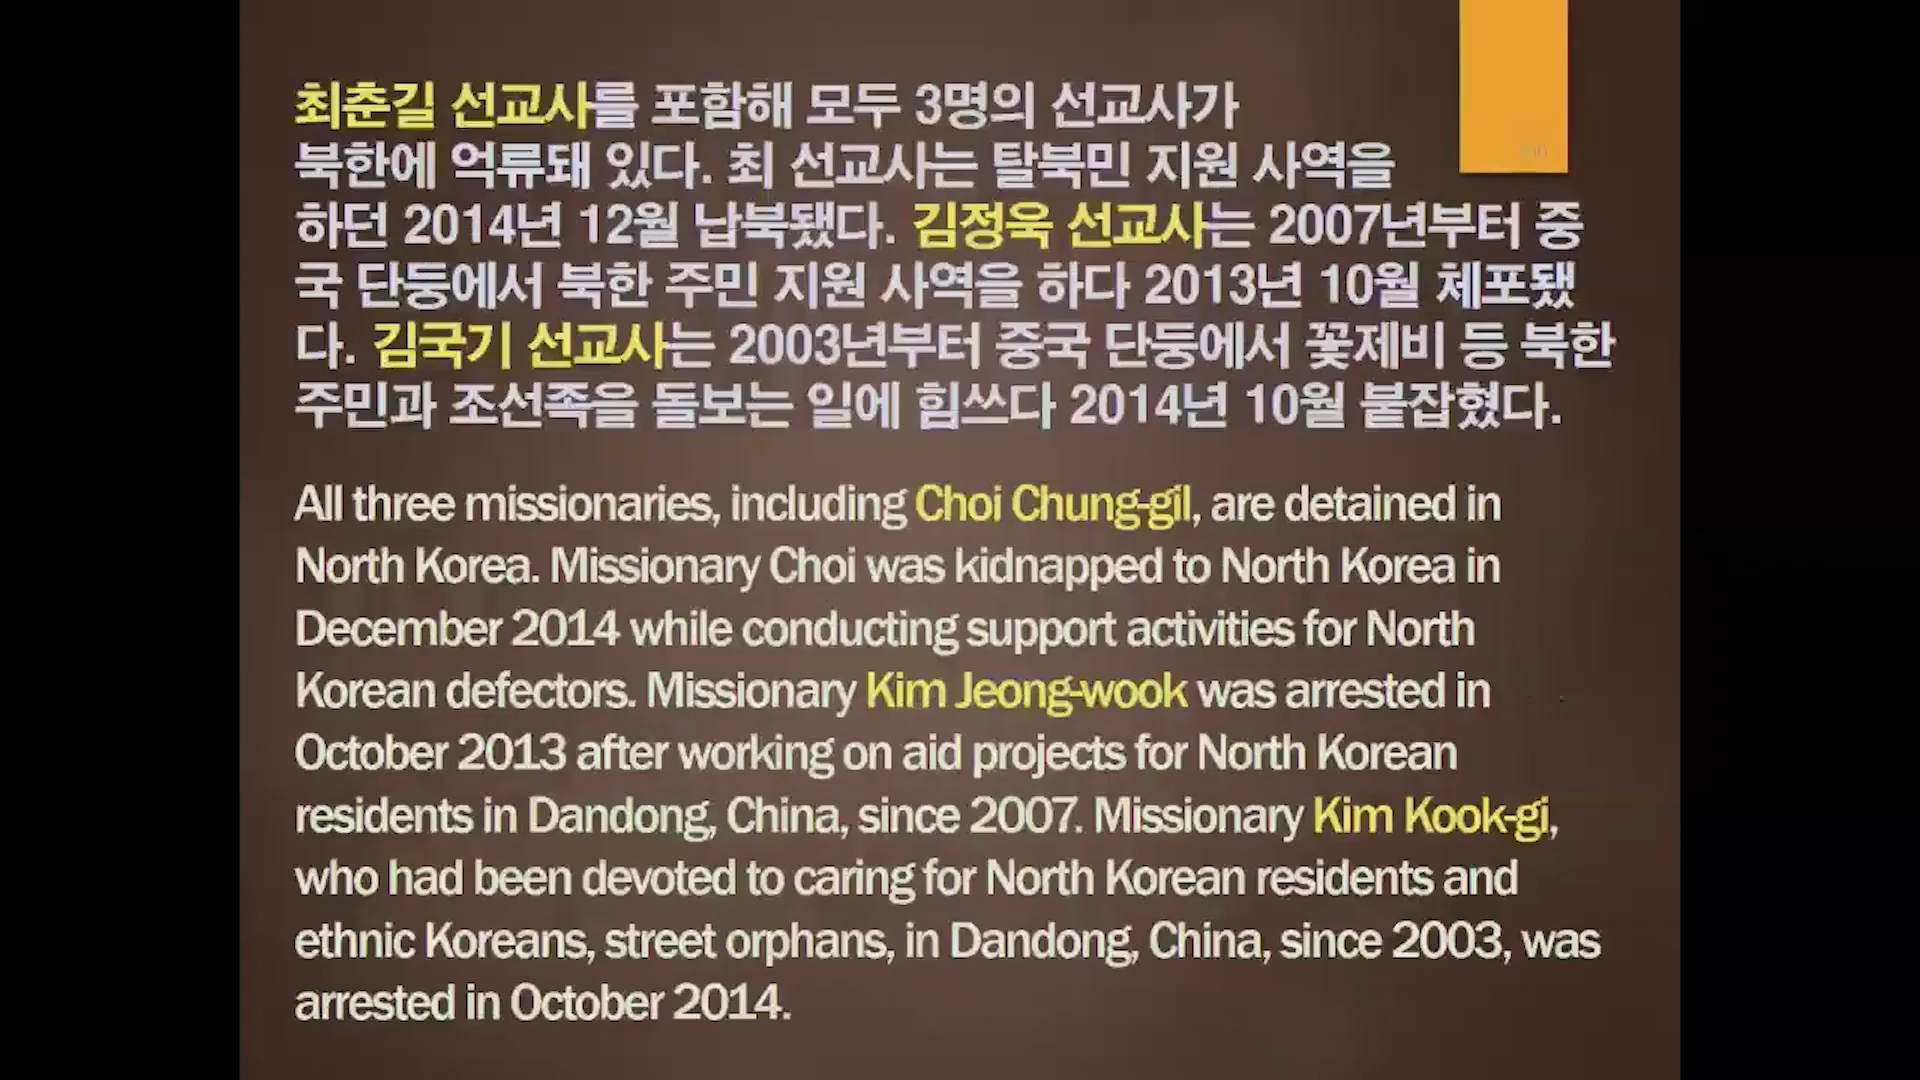 최춘길 선교사를 포함해 모두 3명의 선교사가
북한에 억류돼 있다. 최 선교사는 탈북민 지원 사역을
하던 2014년 12월 납북됐다. 김정욱 선교사는 2007년부터 중
국 단둥에서 북한 주민 지원 사역을 하다 2013년 10월 체포됐
다. 김국기 선교사는 2003년부터 중국 단둥에서 꽃제비 등 북한
주민과 조선족을 돌보는 일에 힘쓰다 2014년 10월 붙잡혔다.
All three missionaries, including Choi Chung-gil, are detained in
North Korea. Missionary Choi was kidnapped to North Korea in
December 2014 while conducting support activities for North
Korean defectors. Missionary Kim Jeong-wook was arrested in
October 2013 after working on aid projects for North Korean
residents in Dandong, China, since 2007. Missionary Kim Kook-gi,
who had been devoted to caring for North Korean residents and
ethnic Koreans, street orphans, in Dandong, China, since 2003, was
arrested in October 2014.